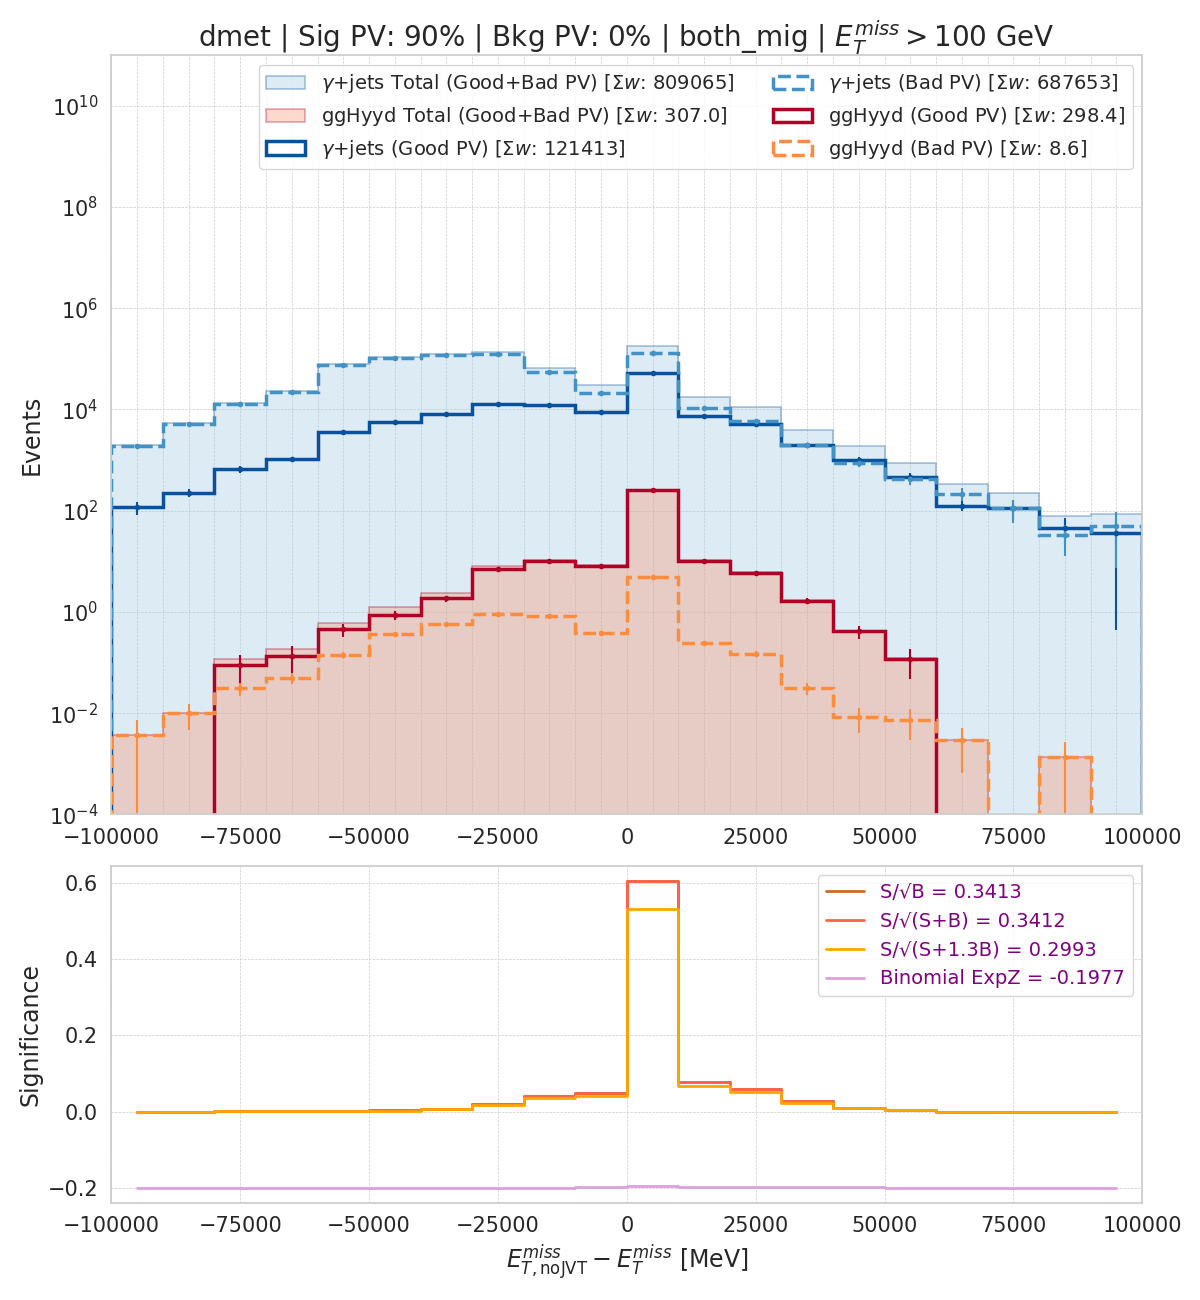 dmet | Sig PV: 90% | Bkg PV: 0% | both_mig | E_T^miss > 100 GeV
γ+jets Total (Good+Bad PV) [Σw: 809065]
ggHyyd Total (Good+Bad PV) [Σw: 307.0]
γ+jets (Good PV) [Σw: 121413]
γ+jets (Bad PV) [Σw: 687653]
ggHyyd (Good PV) [Σw: 298.4]
ggHyyd (Bad PV) [Σw: 8.6]
Events
10^10
10^8
10^6
10^4
10^2
10^0
10^−2
10^−4
−100000 −75000 −50000 −25000 0 25000 50000 75000 100000
S/√B = 0.3413
S/√(S+B) = 0.3412
S/√(S+1.3B) = 0.2993
Binomial ExpZ = -0.1977
Significance
0.6
0.4
0.2
0.0
−0.2
−100000 −75000 −50000 −25000 0 25000 50000 75000 100000
E_T,noJVT^miss − E_T^miss [MeV]